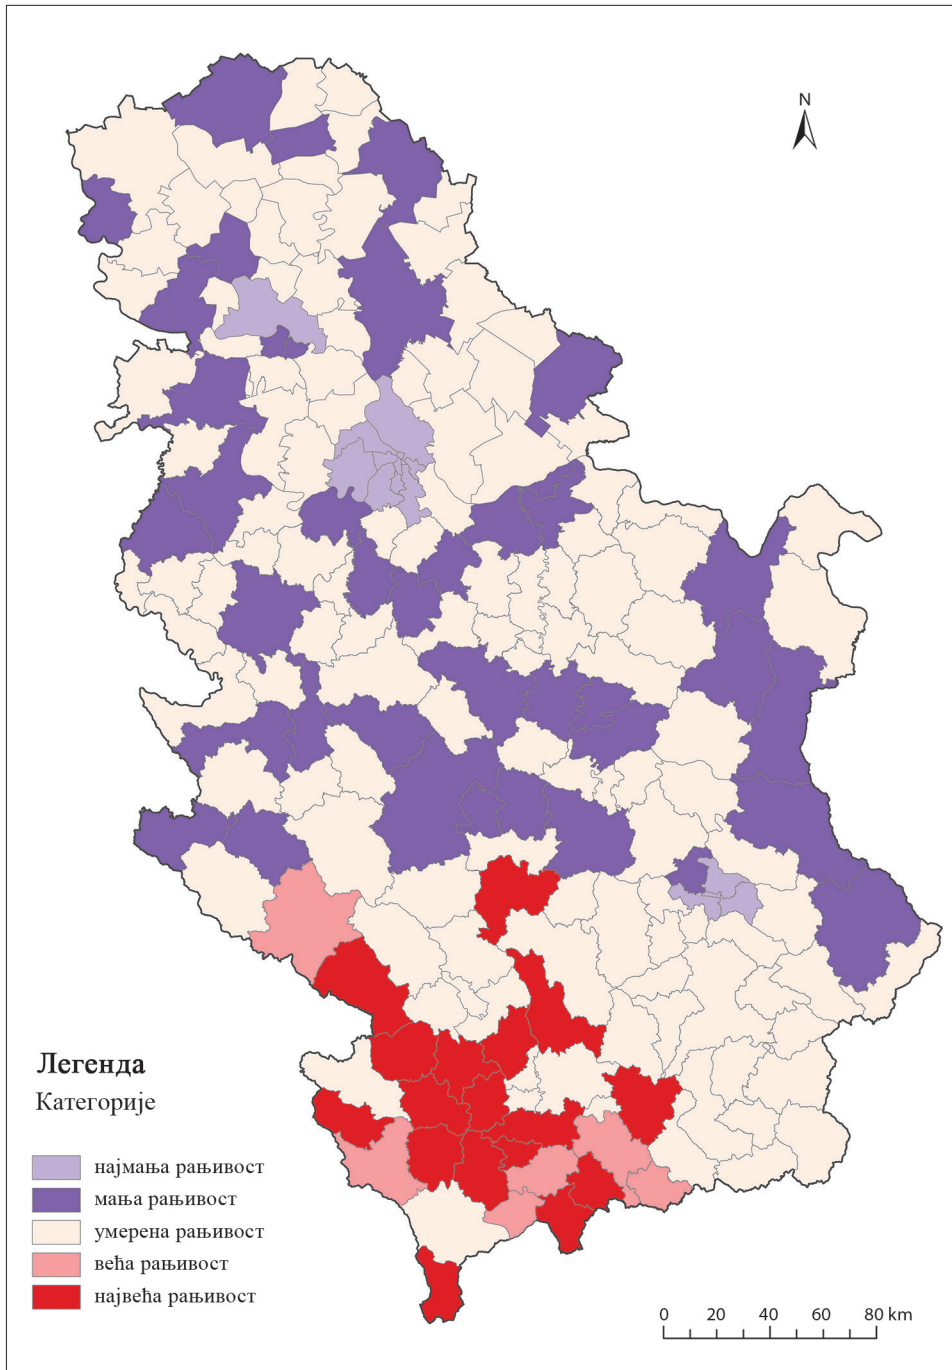 N
Легенда
Категорије
најмања рањивост
мања рањивост
умерена рањивост
већа рањивост
највећа рањивост
0 20 40 60 80 km